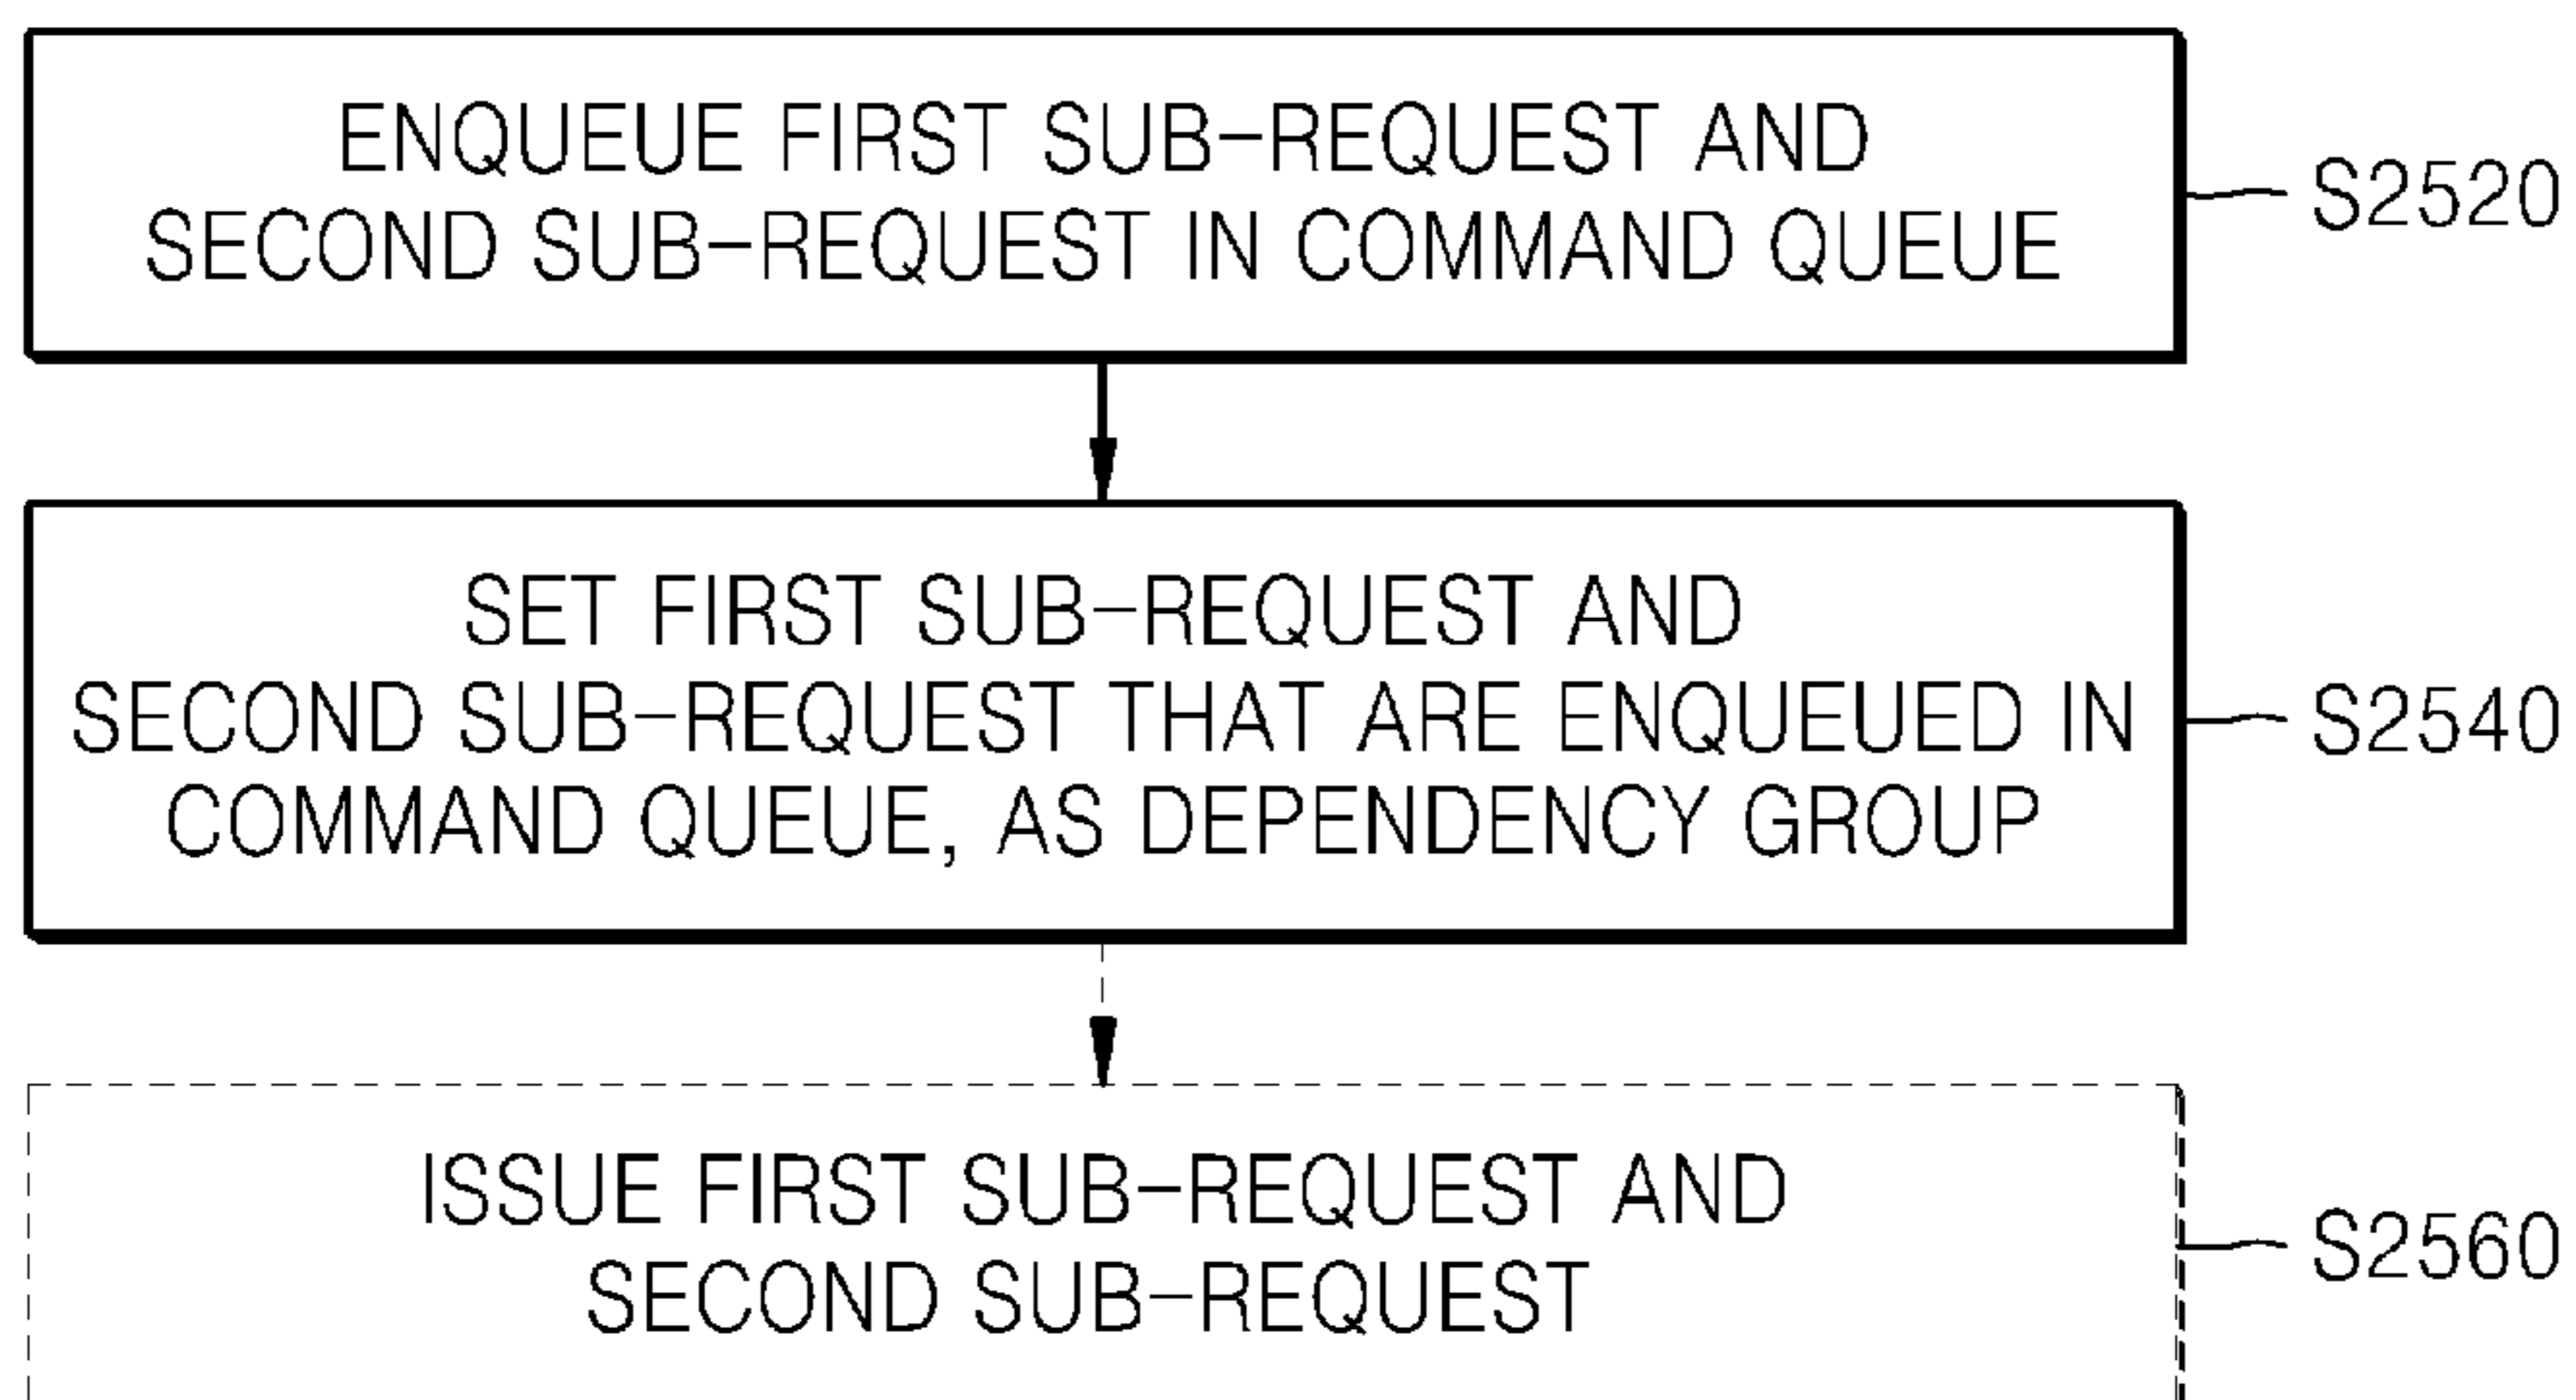 ENQUEUE FIRST SUB-REQUEST AND
SECOND SUB-REQUEST IN COMMAND QUEUE
S2520
SET FIRST SUB-REQUEST AND
SECOND SUB-REQUEST THAT ARE ENQUEUED IN
COMMAND QUEUE, AS DEPENDENCY GROUP
S2540
ISSUE FIRST SUB-REQUEST AND
SECOND SUB-REQUEST
S2560